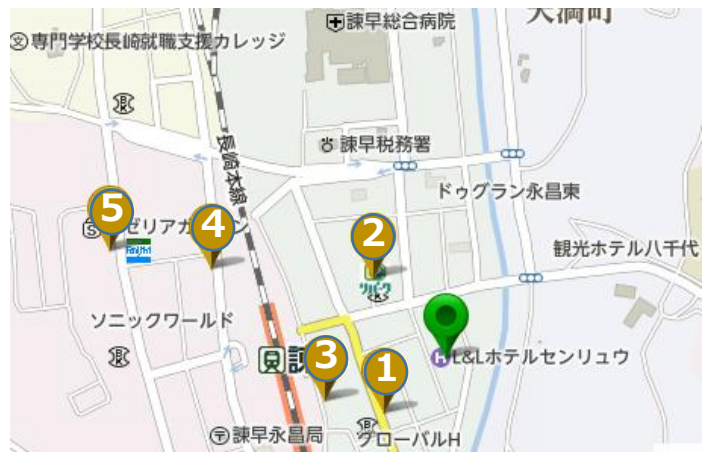 天満町
諫早総合病院
専門学校長崎就職支援カレッジ
長崎本線
諫早税務署
ドゥグラン永昌東
5
ゼリアガ
ン
4
2
観光ホテル八千代
リパーク
ソニックワールド
L&Lホテルセンリュウ
H
諫
3
1
諫早永昌局
グローバルH